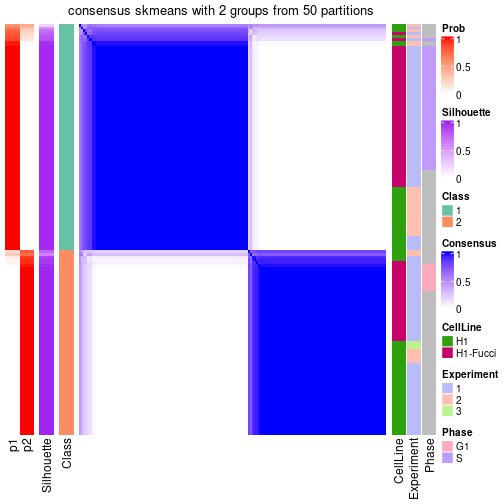 consensus skmeans with 2 groups from 50 partitions
Prob
1
0.5
0
Silhouette
1
0.5
0
Class
1
2
Consensus
1
0.5
0
CellLine
H1
H1-Fucci
Experiment
1
2
3
Phase
G1
S
p1
p2
Silhouette
Class
CellLine
Experiment
Phase